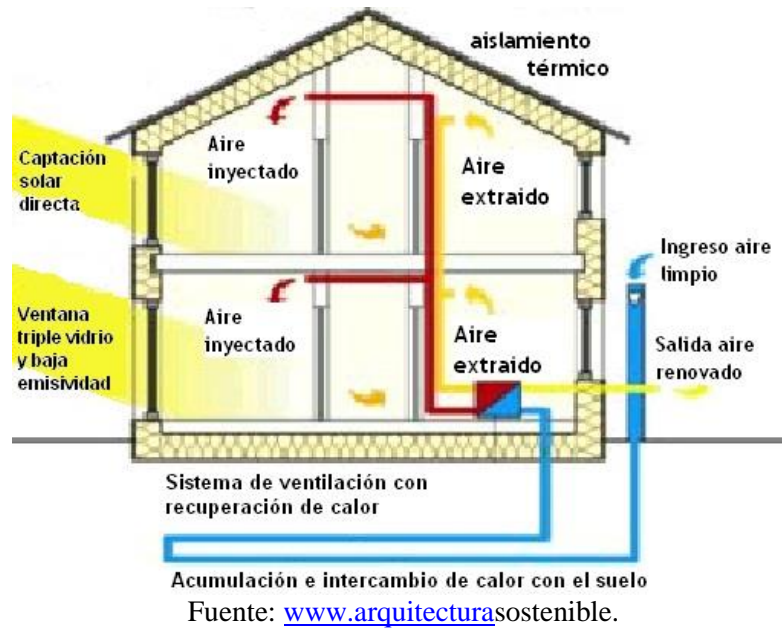 aislamiento
térmico
Captación
solar
directa
Aire
inyectado
Aire
extraido
Ingreso aire
limpio
Ventana
triple vidrio
y baja
emisividad
Aire
inyectado
Aire
extraido
Salida aire
renovado
Sistema de ventilación con
recuperación de calor
Acumulación e intercambio de calor con el suelo
Fuente: www.arquitecturasostenible.